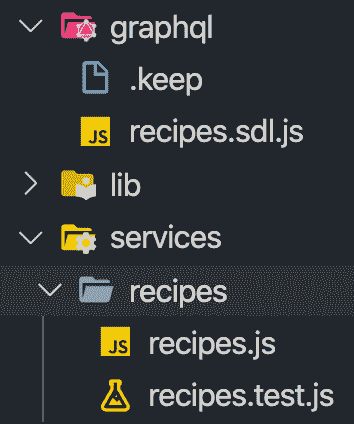 graphql
.keep
JS recipes.sdl.js
lib
services
recipes
JS recipes.js
recipes.test.js